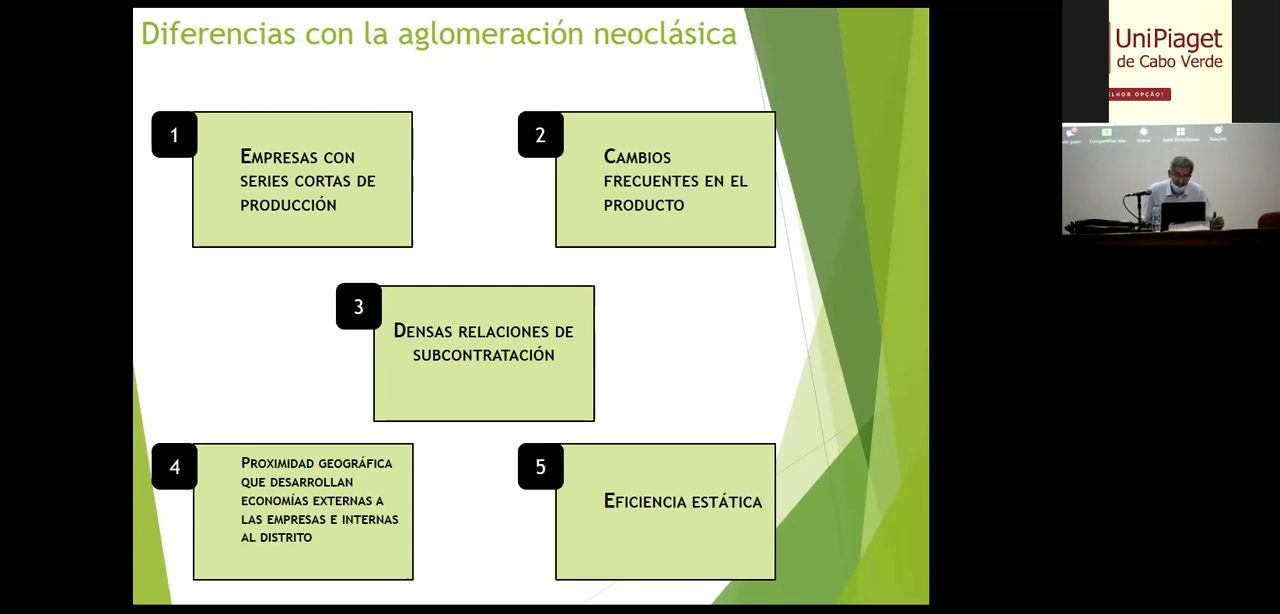 Diferencias con la aglomeración neoclásica
1
Empresas con
series cortas de
producción
2
Cambios
frecuentes en el
producto
3
Densas relaciones de
subcontratación
4
Proximidad geográfica
que desarrollan
economías externas a
las empresas e internas
al distrito
5
Eficiencia estática
UniPiaget
de Cabo Verde
ELHOR OPÇÃO!